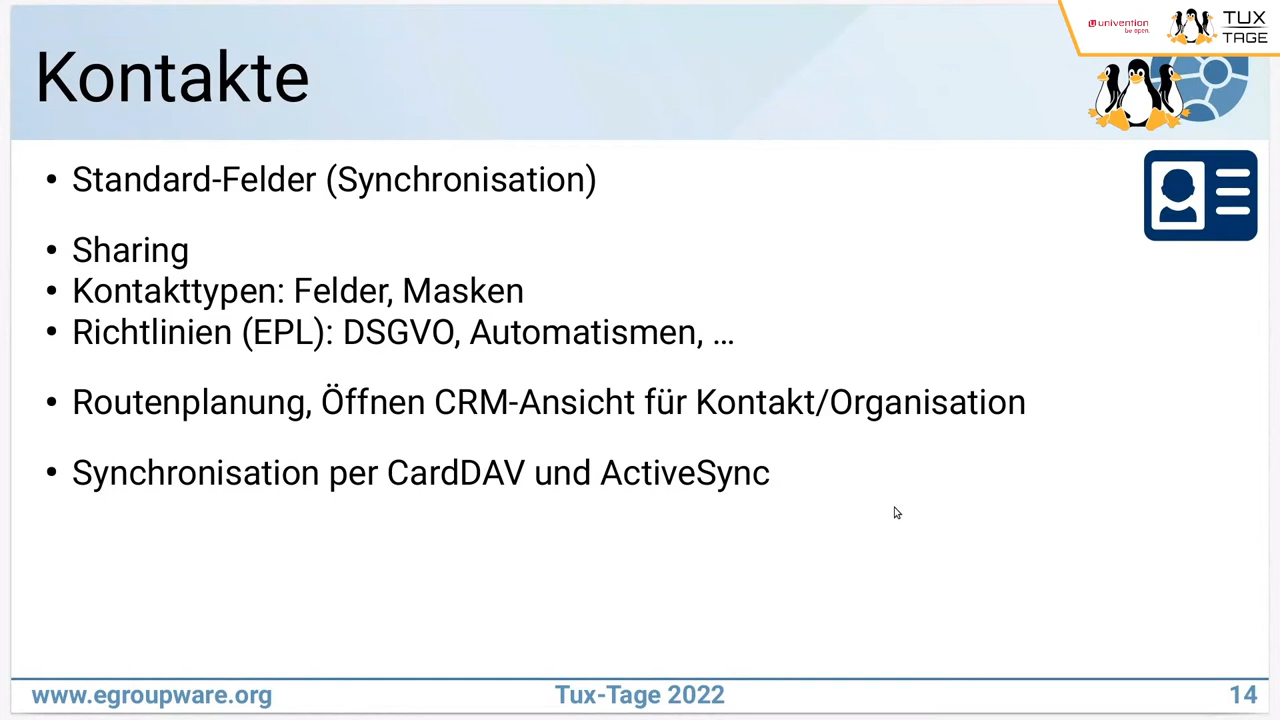 univention
be open.
TUX
TAGE
Kontakte
• Standard-Felder (Synchronisation)
• Sharing
• Kontakttypen: Felder, Masken
• Richtlinien (EPL): DSGVO, Automatismen, ...
• Routenplanung, Öffnen CRM-Ansicht für Kontakt/Organisation
• Synchronisation per CardDAV und ActiveSync
www.egroupware.org
Tux-Tage 2022
14